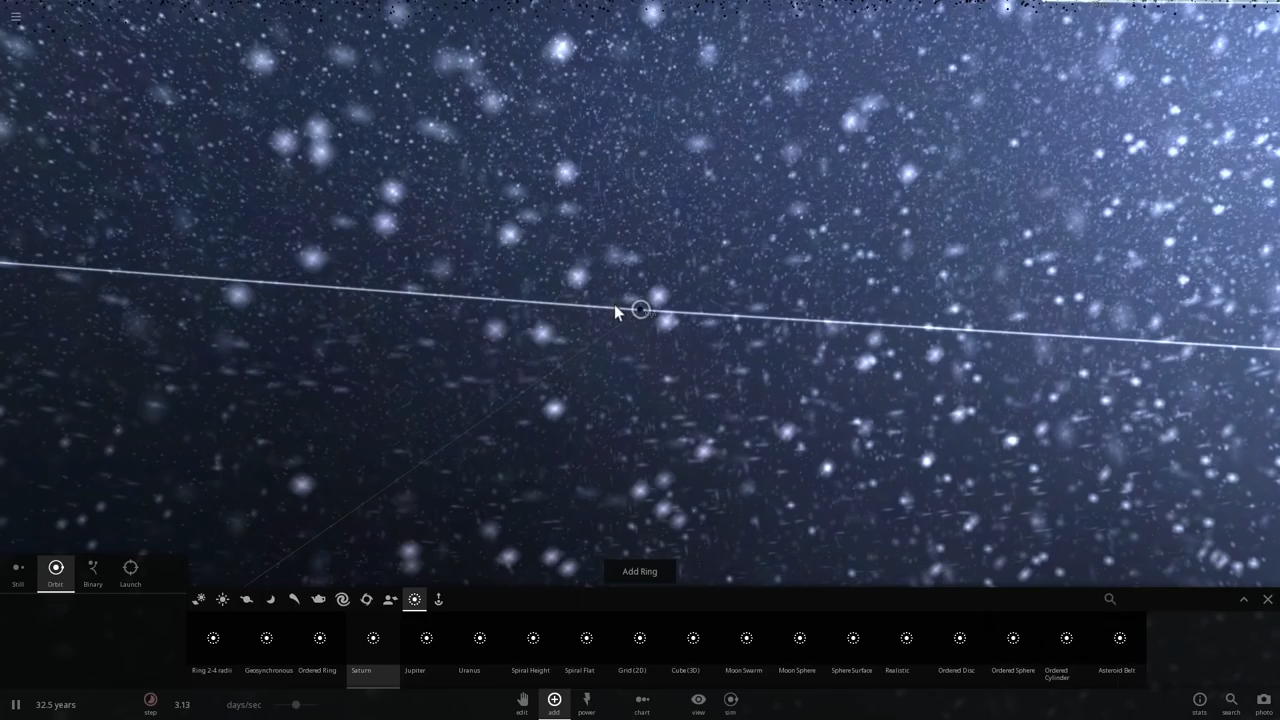 Add Ring
Still Orbit Binary Launch
Ring 2-4 radii Geosynchronous Ordered Ring Saturn Jupiter Uranus Spiral Height Spiral Flat Grid (2D) Cube (3D) Moon Swarm Moon Sphere Sphere Surface Realistic Ordered Disc Ordered Sphere Ordered Cylinder Asteroid Belt
32.5 years step 3.13 days/sec edit add power chart view sim stats search photo